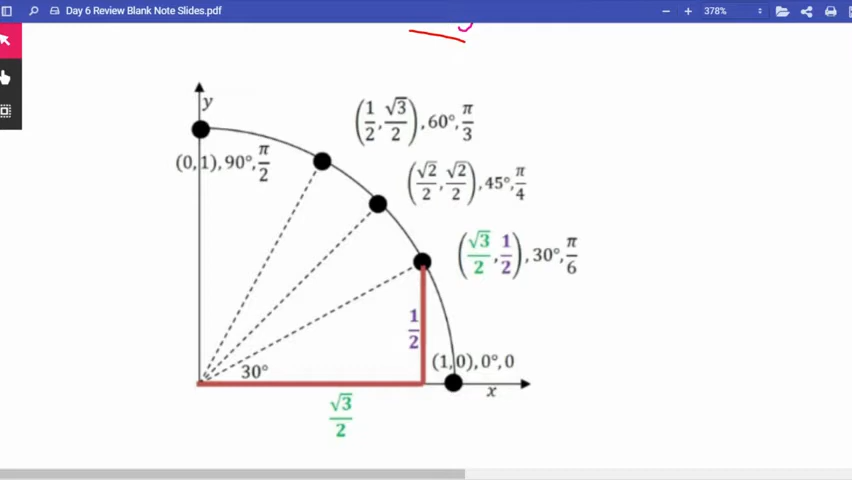 Day 6 Review Blank Note Slides.pdf
378%
y
(1/2, √3/2), 60°, π/3
(0,1), 90°, π/2
(√2/2, √2/2), 45°, π/4
(√3/2, 1/2), 30°, π/6
1/2
(1,0), 0°, 0
30°
x
√3/2